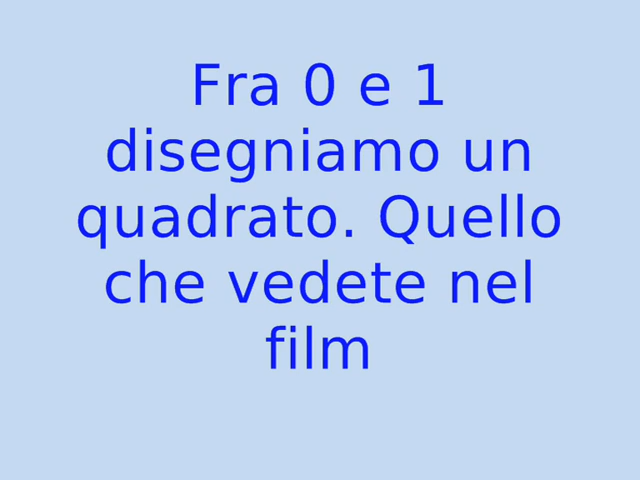 Fra 0 e 1
disegniamo un
quadrato. Quello
che vedete nel
film